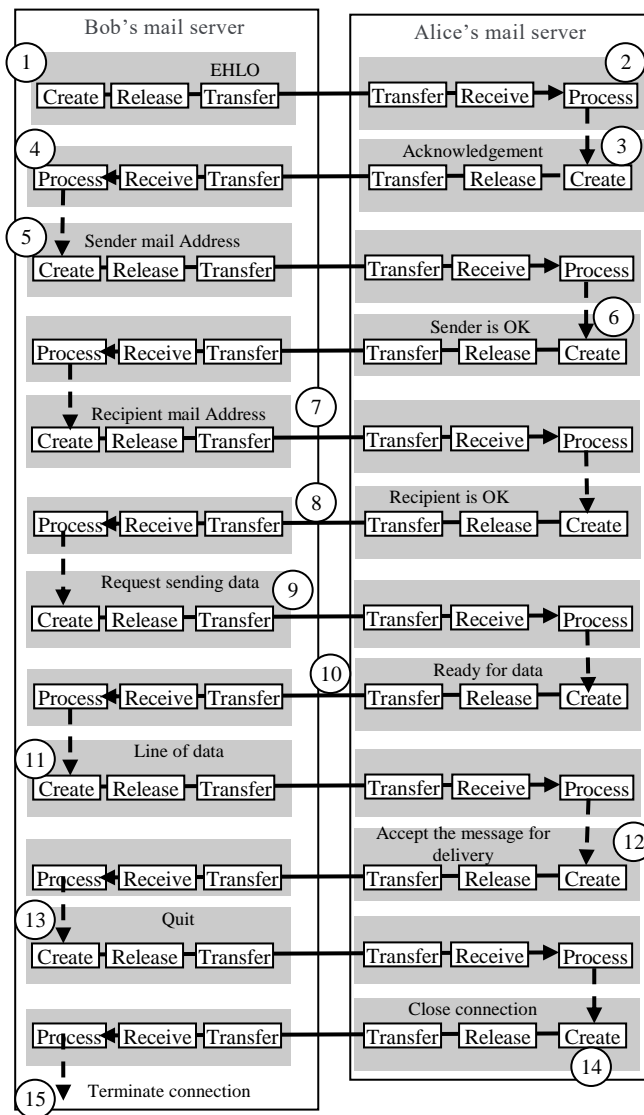 Bob's mail server Alice's mail server
1 EHLO 2
Create Release Transfer Transfer Receive Process
4 Acknowledgement 3
Process Receive Transfer Transfer Release Create
5 Sender mail Address
Create Release Transfer Transfer Receive Process
Sender is OK 6
Process Receive Transfer Transfer Release Create
Recipient mail Address 7
Create Release Transfer Transfer Receive Process
8 Recipient is OK
Process Receive Transfer Transfer Release Create
Request sending data 9
Create Release Transfer Transfer Receive Process
10 Ready for data
Process Receive Transfer Transfer Release Create
11 Line of data
Create Release Transfer Transfer Receive Process
Accept the message for
delivery 12
Process Receive Transfer Transfer Release Create
13 Quit
Create Release Transfer Transfer Receive Process
Close connection
Process Receive Transfer Transfer Release Create
14
15 Terminate connection